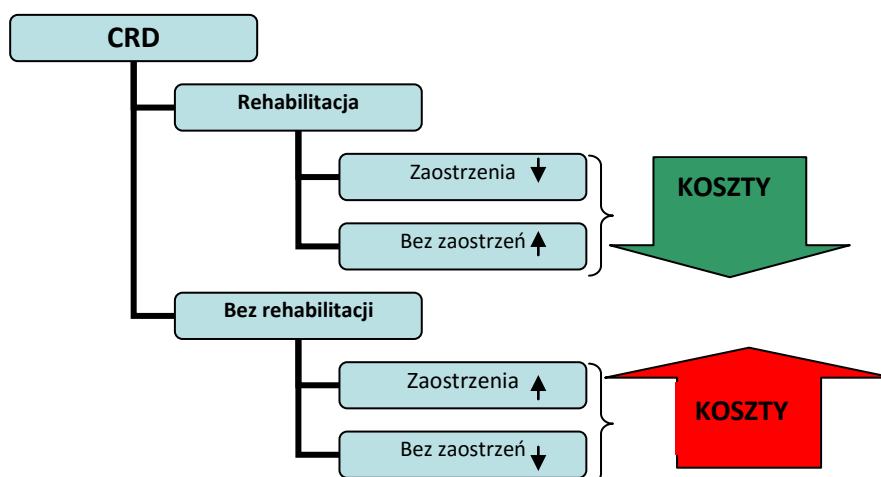 CRD
Rehabilitacja
Zaostrzenia
Bez zaostrzeń
KOSZTY
Bez rehabilitacji
Zaostrzenia
Bez zaostrzeń
KOSZTY